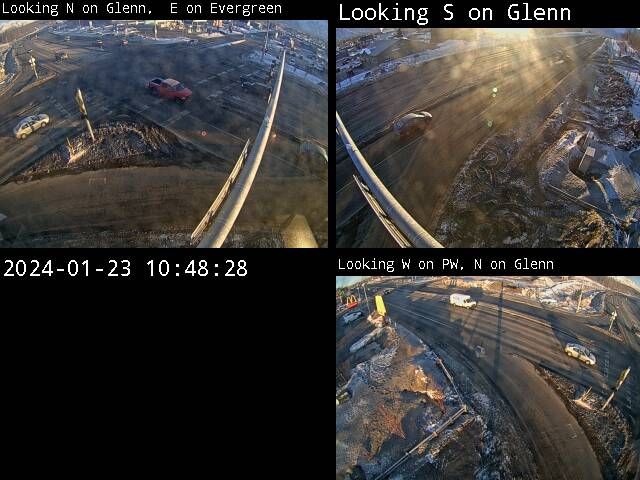 Looking N on Glenn,  E on Evergreen
Looking S on Glenn
2024-01-23 10:48:28
Looking W on PW, N on Glenn